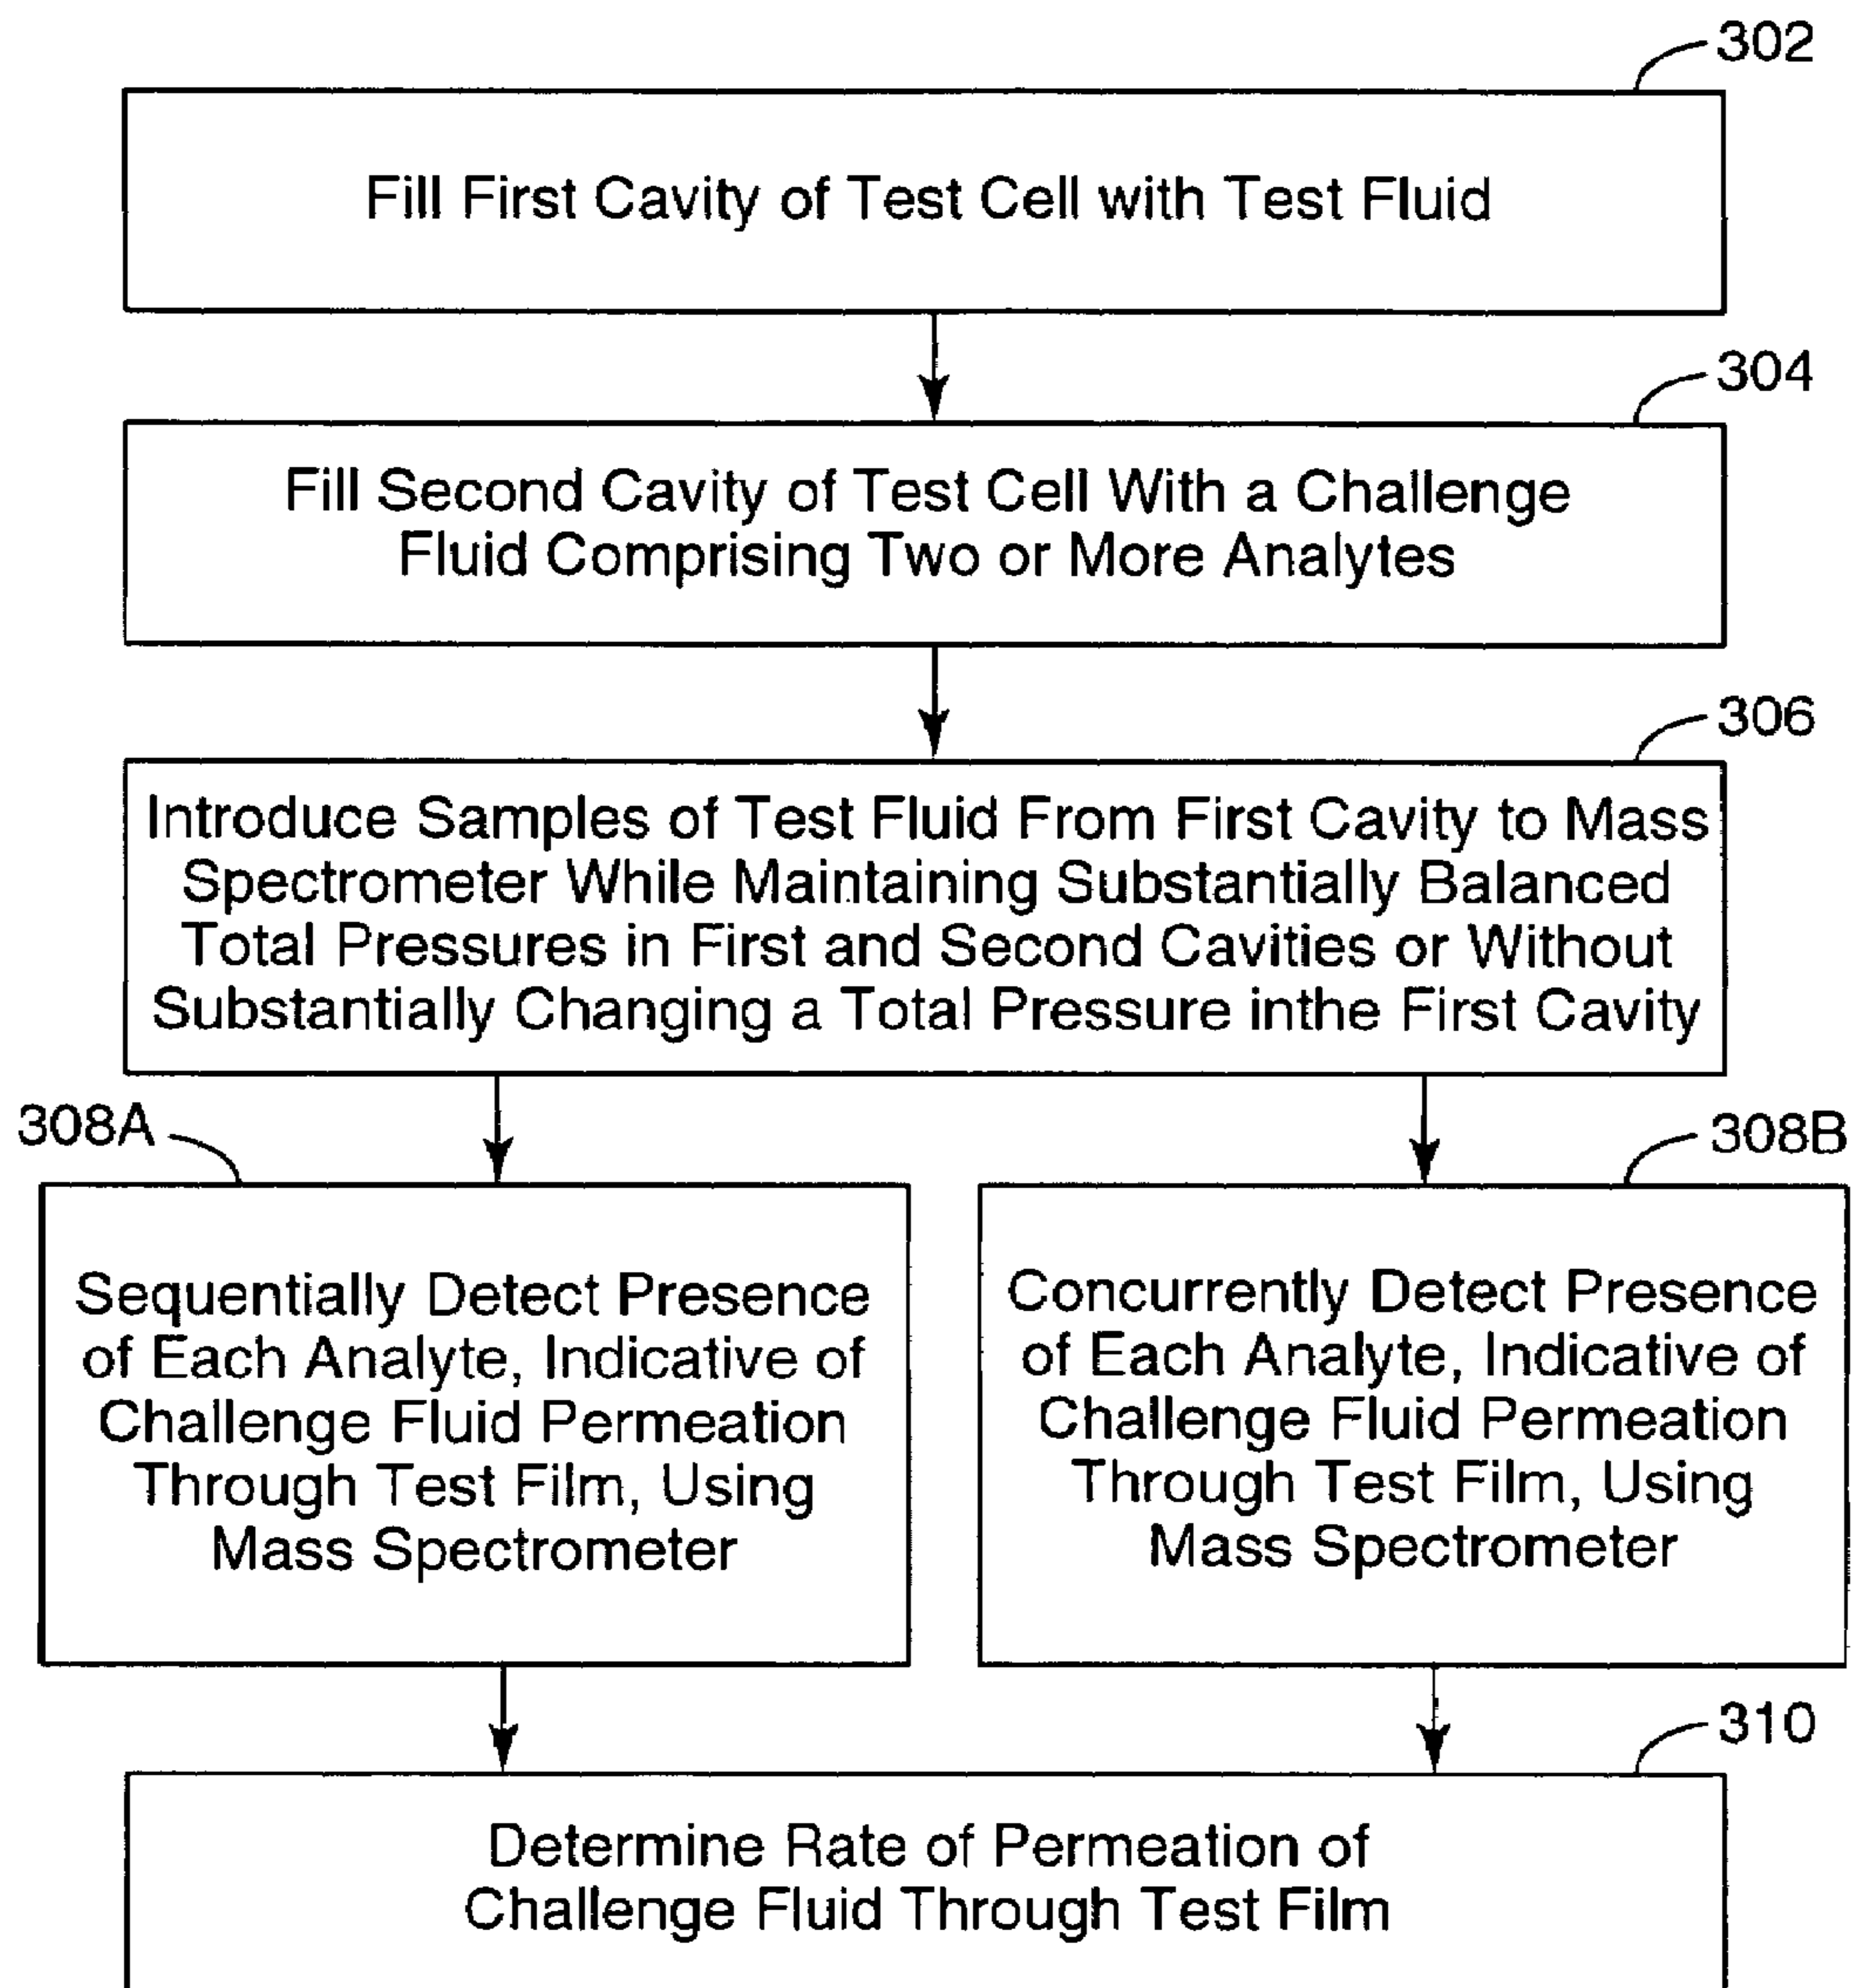 302
Fill First Cavity of Test Cell with Test Fluid
304
Fill Second Cavity of Test Cell With a Challenge
Fluid Comprising Two or More Analytes
306
Introduce Samples of Test Fluid From First Cavity to Mass
Spectrometer While Maintaining Substantially Balanced
Total Pressures in First and Second Cavities or Without
Substantially Changing a Total Pressure inthe First Cavity
308A
Sequentially Detect Presence
of Each Analyte, Indicative of
Challenge Fluid Permeation
Through Test Film, Using
Mass Spectrometer
308B
Concurrently Detect Presence
of Each Analyte, Indicative of
Challenge Fluid Permeation
Through Test Film, Using
Mass Spectrometer
310
Determine Rate of Permeation of
Challenge Fluid Through Test Film